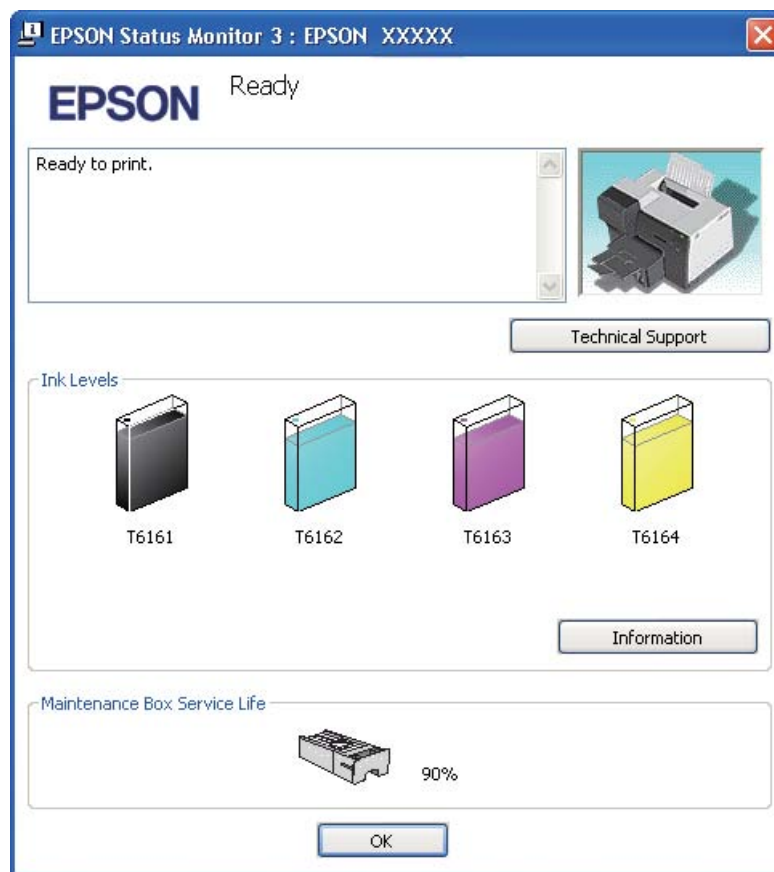 EPSON Status Monitor 3 : EPSON XXXXX
EPSON
Ready
Ready to print.
Technical Support
Ink Levels
T6161
T6162
T6163
T6164
Information
Maintenance Box Service Life
90%
OK